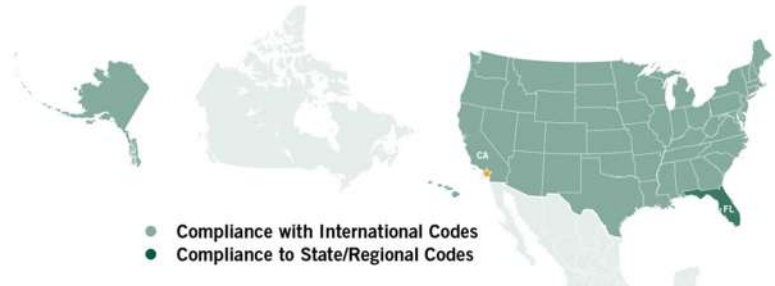 CA
FL
Compliance with International Codes
Compliance to State/Regional Codes